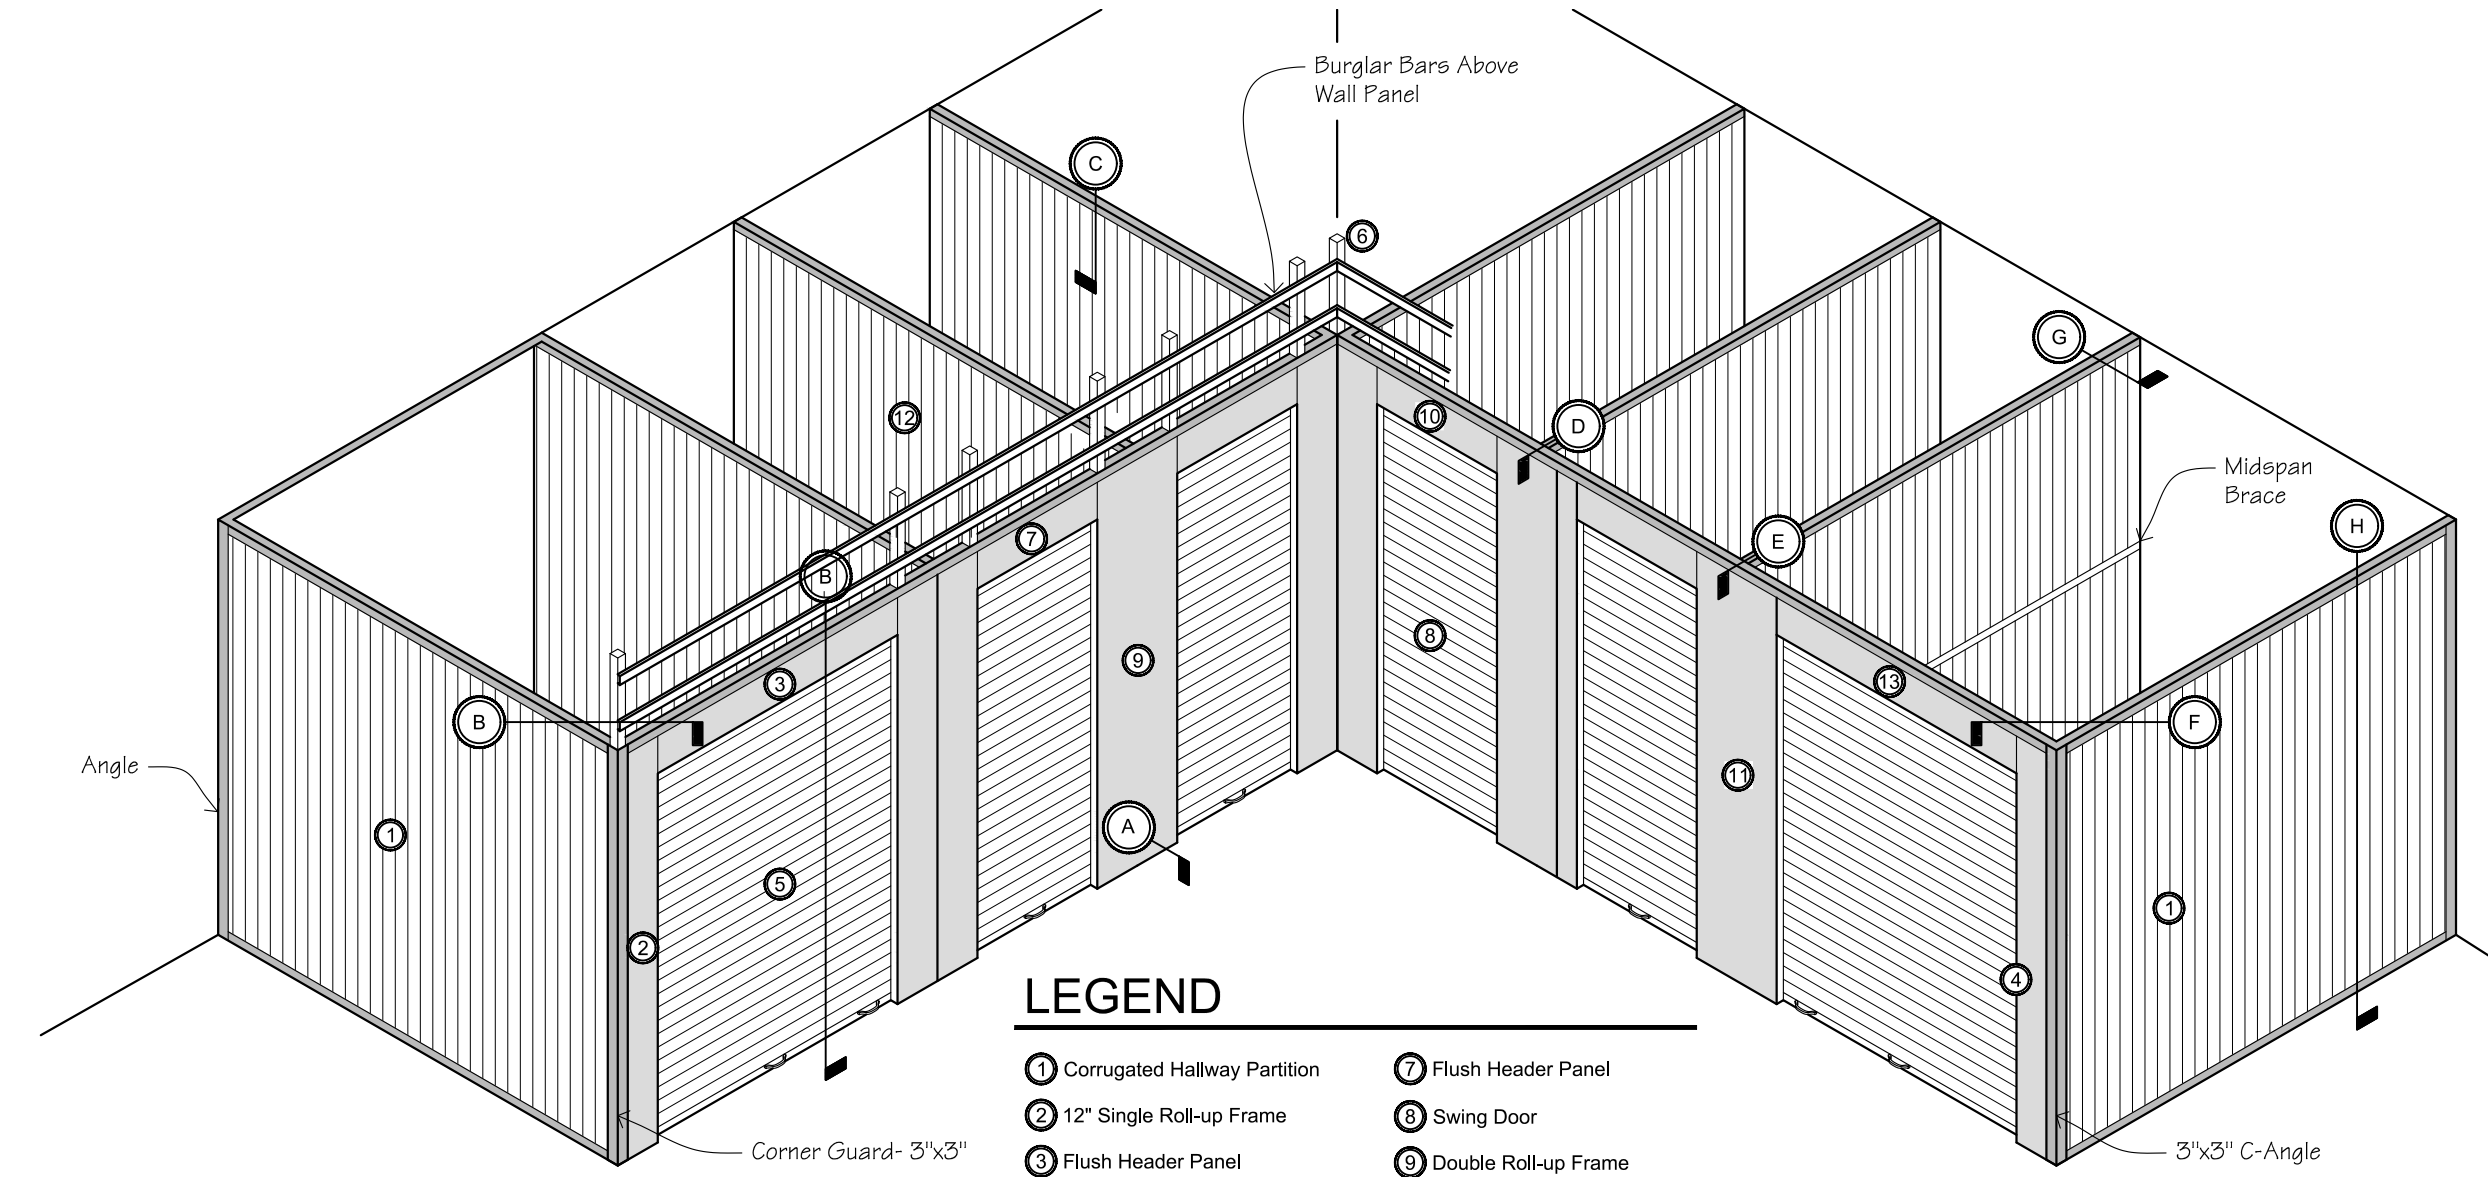 Burglar Bars Above
Wall Panel
C
6
G
12
10
D
Midspan
Brace
H
7
E
B
8
9
3
13
B
F
Angle
11
1
A
5
1
2
4
LEGEND
1 Corrugated Hallway Partition
7 Flush Header Panel
2 12" Single Roll-up Frame
8 Swing Door
3 Flush Header Panel
9 Double Roll-up Frame
Corner Guard- 3"x3"
3"x3" C-Angle